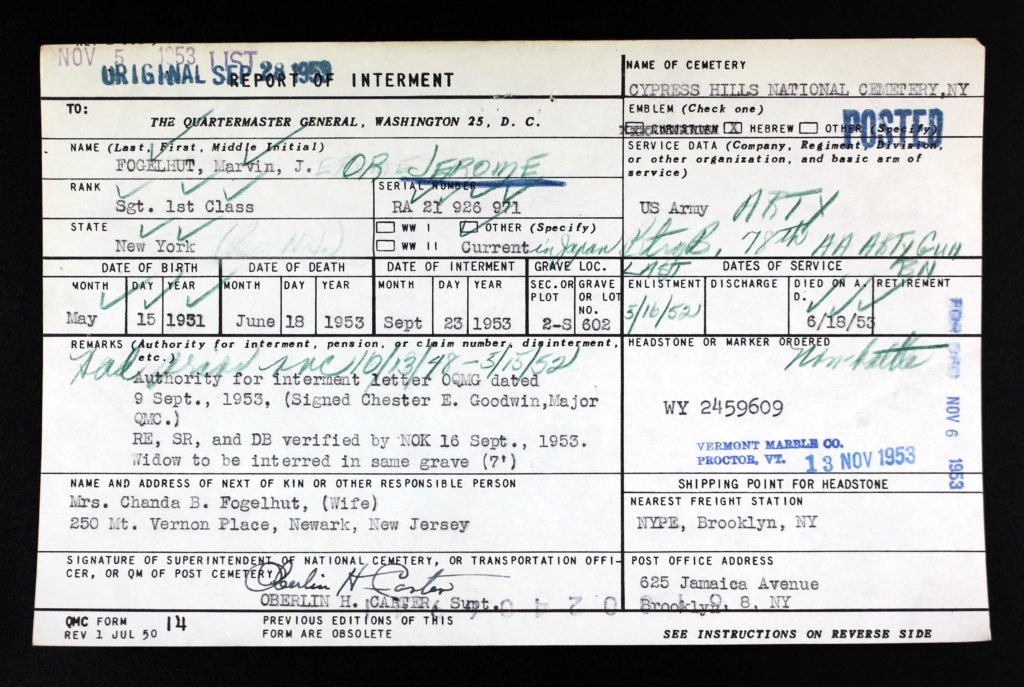 NOV 5 1953 LIST
ORIGINAL SEP 28 1953
REPORT OF INTERMENT
NAME OF CEMETERY
CYPRESS HILLS NATIONAL CEMETERY,NY
TO:
THE QUARTERMASTER GENERAL, WASHINGTON 25, D. C.
EMBLEM (Check one)
CHRISTIAN [X] HEBREW OTHER (Specify)
POSTED
NAME (Last, First, Middle Initial)
FOGELHUT, Marvin, J. OR JEROME
SERVICE DATA (Company, Regiment, Division, or other organization, and basic arm of service)
US Army ARTY
Btry B, 78th AA ARTY GUN BN
RANK
Sgt. 1st Class
SERIAL NUMBER
RA 21 926 971
STATE
New York
WW I OTHER (Specify)
WW II Current in Japan
DATE OF BIRTH DATE OF DEATH DATE OF INTERMENT GRAVE LOC. LAST DATES OF SERVICE
MONTH DAY YEAR MONTH DAY YEAR MONTH DAY YEAR SEC.OR PLOT GRAVE OR LOT NO. ENLISTMENT DISCHARGE DIED ON A. D. RETIREMENT
May 15 1931 June 18 1953 Sept 23 1953 2-S 602 5/16/52 6/18/53
REMARKS (Authority for interment, pension, or claim number, disinterment, etc.)
10/13/48-5/15/52
Authority for interment letter OQMG dated
9 Sept., 1953, (Signed Chester E. Goodwin,Major
QMC.)
RE, SR, and DB verified by NOK 16 Sept., 1953.
Widow to be interred in same grave (7')
HEADSTONE OR MARKER ORDERED
WY 2459609
VERMONT MARBLE CO.
PROCTOR, VT. 13 NOV 1953
NOV 6 1953
NAME AND ADDRESS OF NEXT OF KIN OR OTHER RESPONSIBLE PERSON
Mrs. Chanda B. Fogelhut, (Wife)
250 Mt. Vernon Place, Newark, New Jersey
SHIPPING POINT FOR HEADSTONE
NEAREST FREIGHT STATION
NYPE, Brooklyn, NY
SIGNATURE OF SUPERINTENDENT OF NATIONAL CEMETERY, OR TRANSPORTATION OFFI-
CER, OR QM OF POST CEMETERY
Oberlin H. Carter
OBERLIN H. CARTER, Supt.
POST OFFICE ADDRESS
625 Jamaica Avenue
Brooklyn, 8, NY
QMC FORM 14
REV 1 JUL 50
PREVIOUS EDITIONS OF THIS
FORM ARE OBSOLETE
SEE INSTRUCTIONS ON REVERSE SIDE